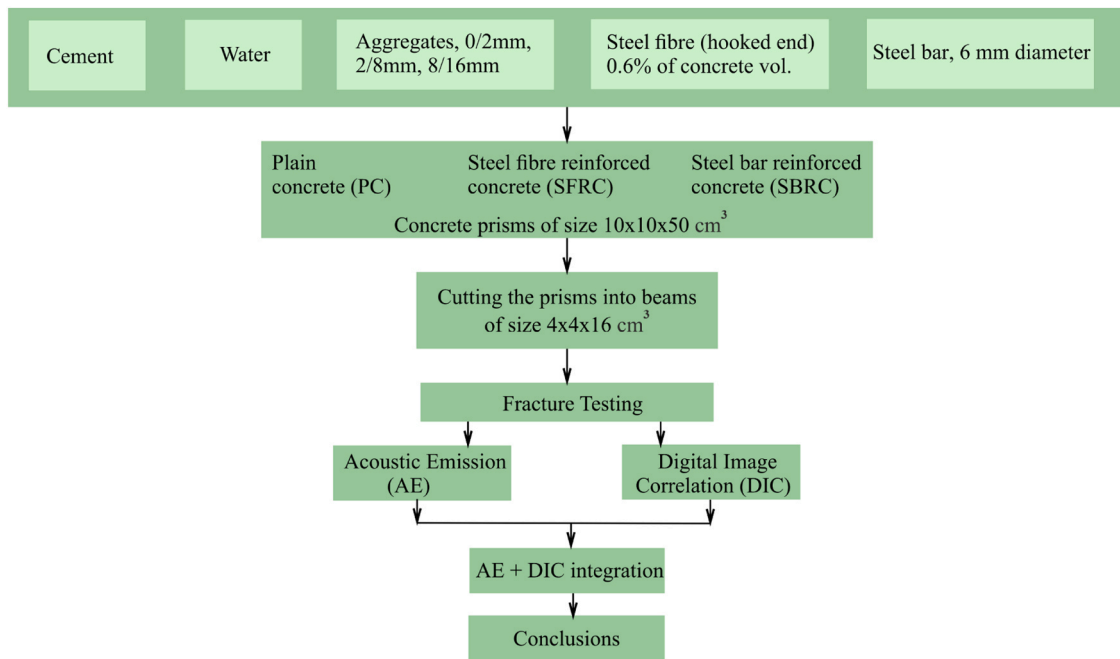 Cement
Water
Aggregates, 0/2mm,
2/8mm, 8/16mm
Steel fibre (hooked end)
0.6% of concrete vol.
Steel bar, 6 mm diameter
Plain
concrete (PC)
Steel fibre reinforced
concrete (SFRC)
Steel bar reinforced
concrete (SBRC)
Concrete prisms of size 10x10x50 cm³
Cutting the prisms into beams
of size 4x4x16 cm³
Fracture Testing
Acoustic Emission
(AE)
Digital Image
Correlation (DIC)
AE + DIC integration
Conclusions